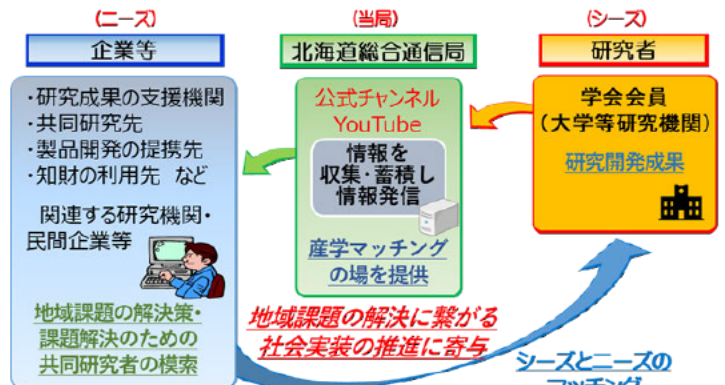 (ニーズ)
企業等
・研究成果の支援機関
・共同研究先
・製品開発の提携先
・知財の利用先 など
関連する研究機関・
民間企業等
地域課題の解決策・
課題解決のための
共同研究者の模索
(当局)
北海道総合通信局
公式チャンネル
YouTube
情報を
収集・蓄積し
情報発信
産学マッチング
の場を提供
(シーズ)
研究者
学会会員
(大学等研究機関)
研究開発成果
地域課題の解決に繋がる
社会実装の推進に寄与
シーズとニーズの
マッチング